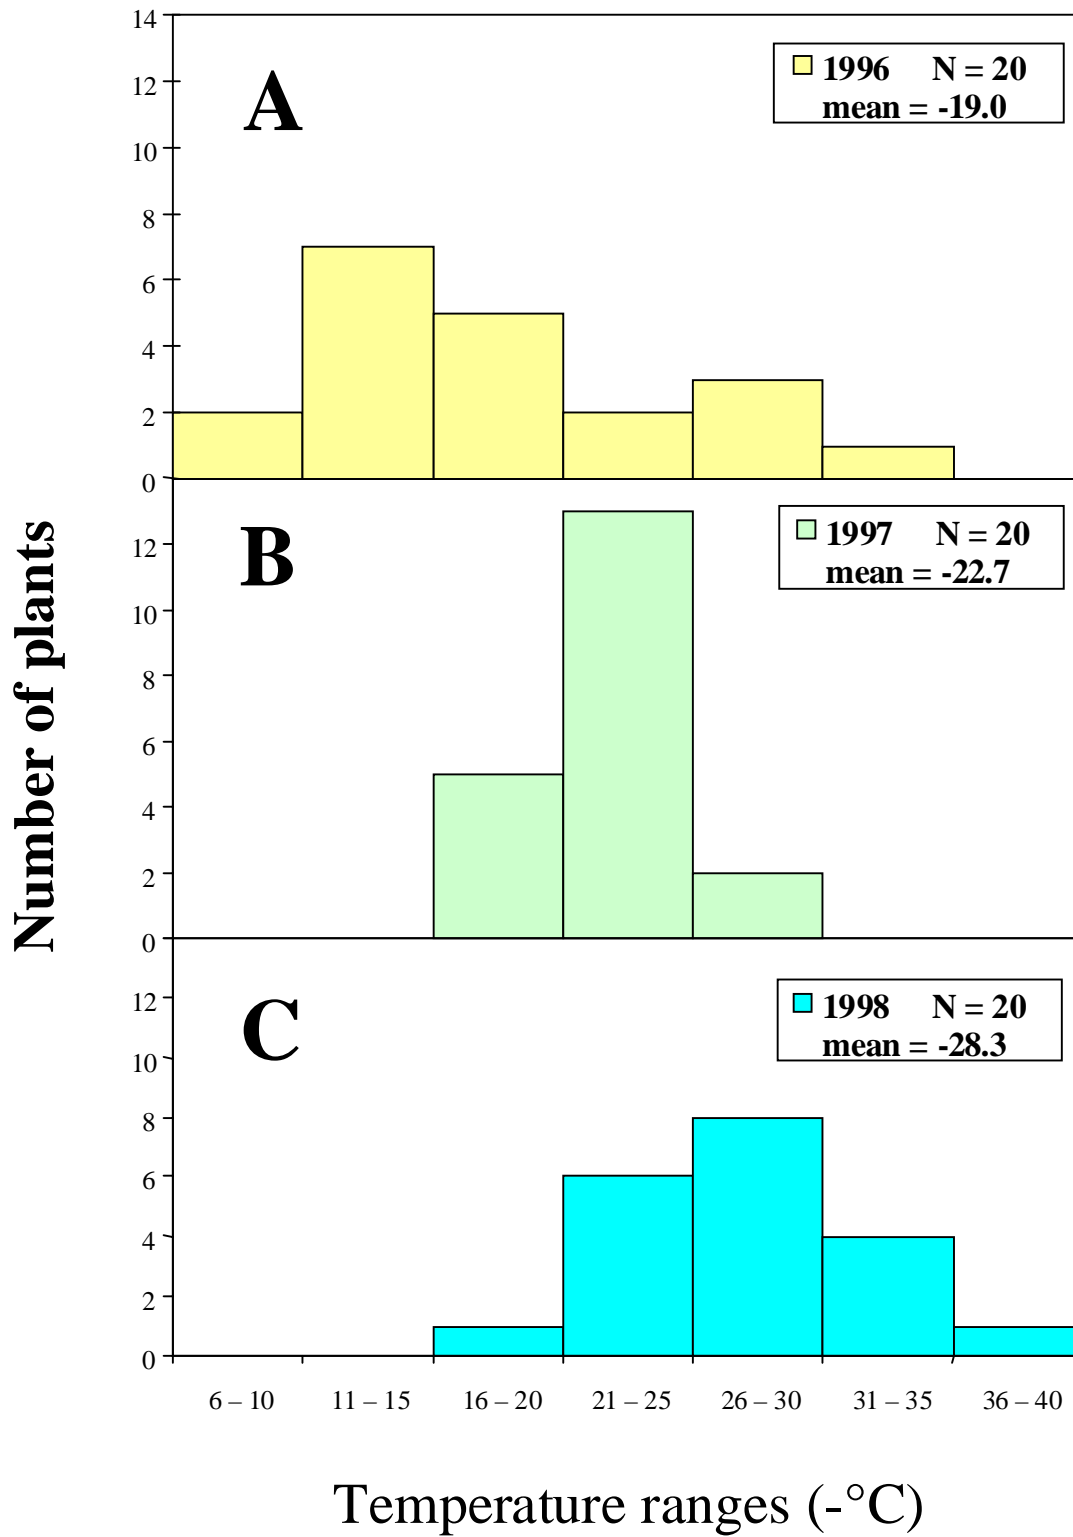 14
12
10
8
6
4
2
0
A
1996 N = 20
mean = -19.0
12
10
8
6
4
2
0
B
1997 N = 20
mean = -22.7
12
10
8
6
4
2
0
C
1998 N = 20
mean = -28.3
Number of plants
6 – 10 11 – 15 16 – 20 21 – 25 26 – 30 31 – 35 36 – 40
Temperature ranges (-°C)